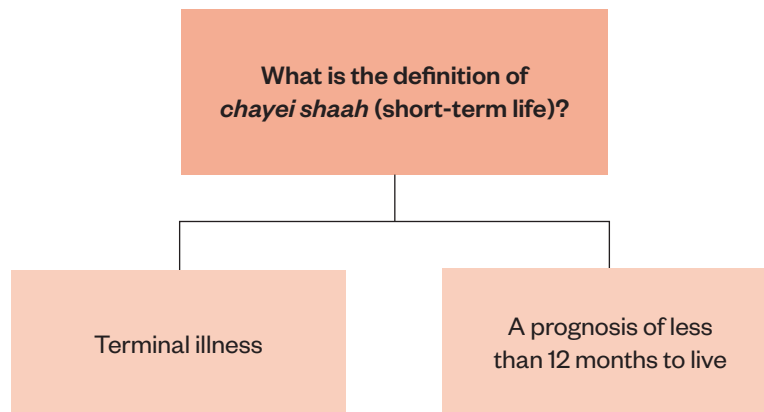 What is the definition of
chayei shaah (short-term life)?
Terminal illness
A prognosis of less
than 12 months to live